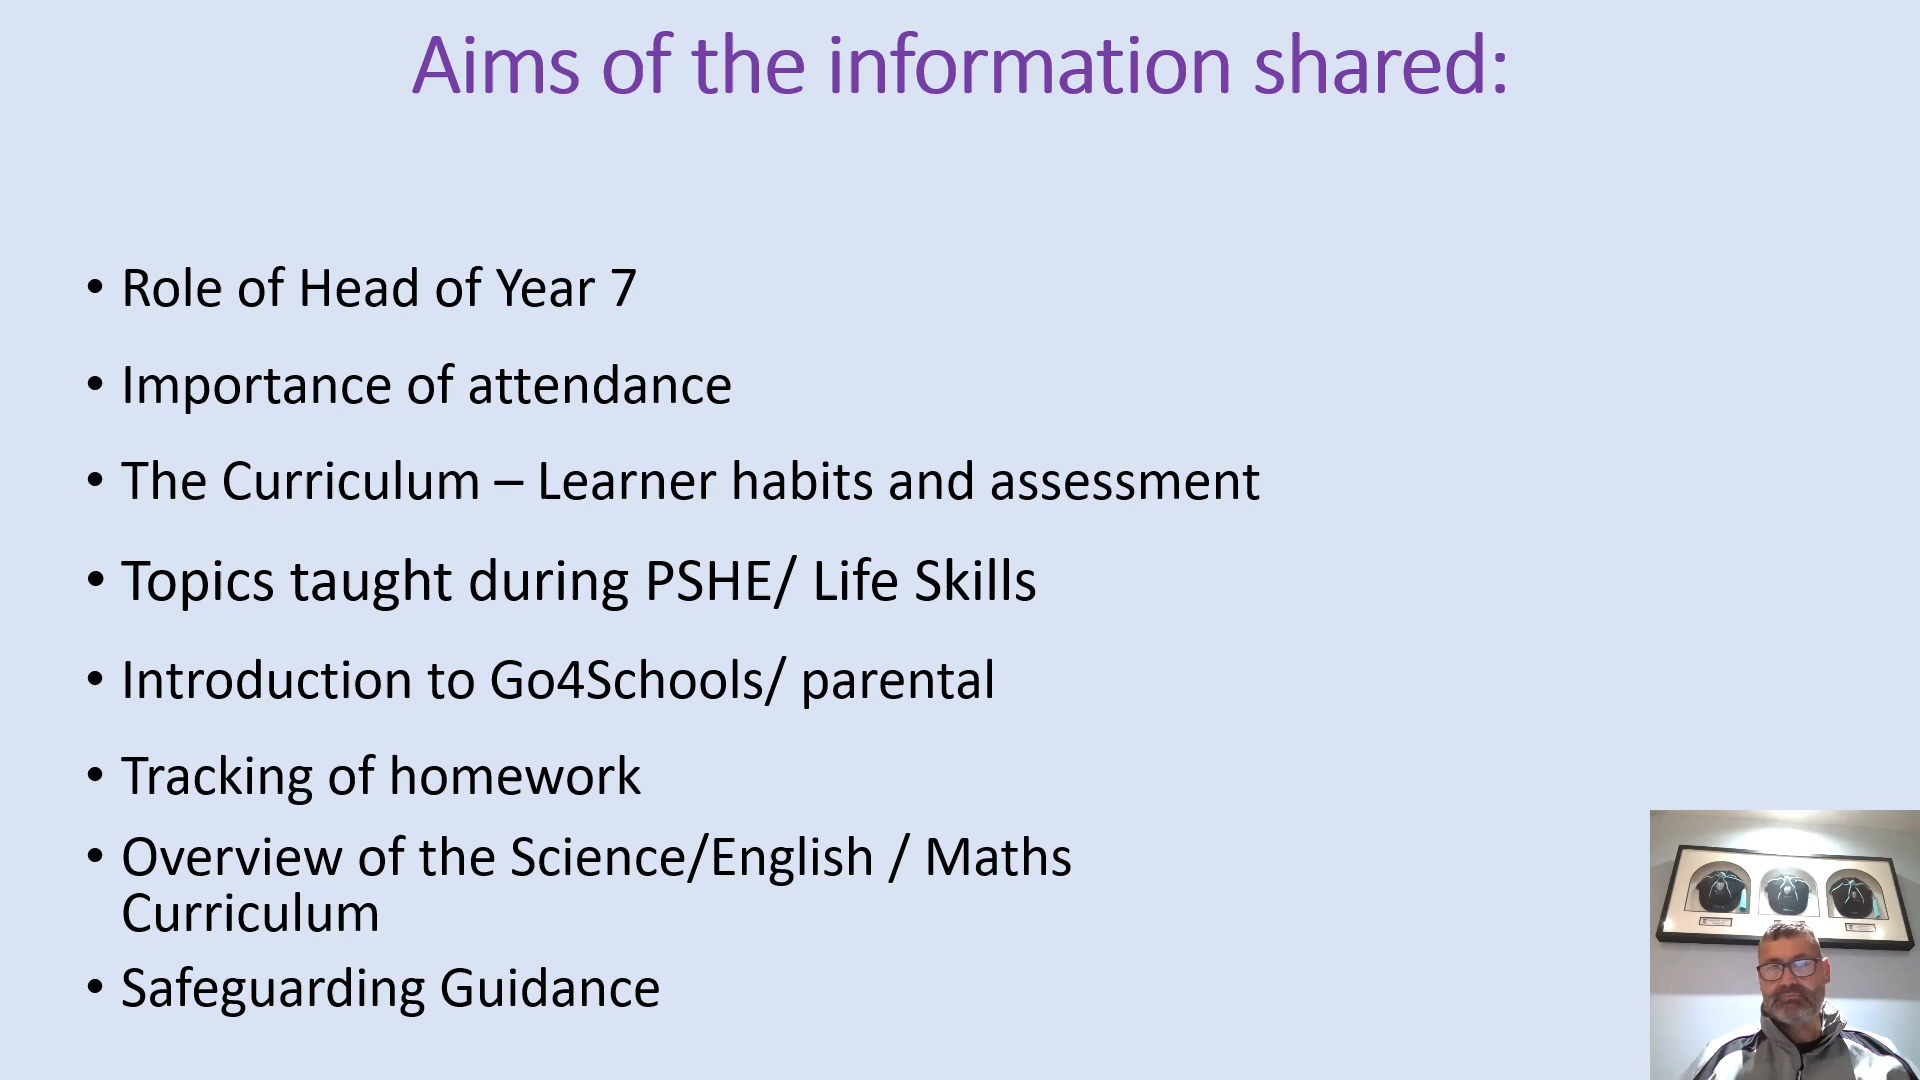 Aims of the information shared:
• Role of Head of Year 7
• Importance of attendance
• The Curriculum – Learner habits and assessment
• Topics taught during PSHE/ Life Skills
• Introduction to Go4Schools/ parental
• Tracking of homework
• Overview of the Science/English / Maths
Curriculum
• Safeguarding Guidance